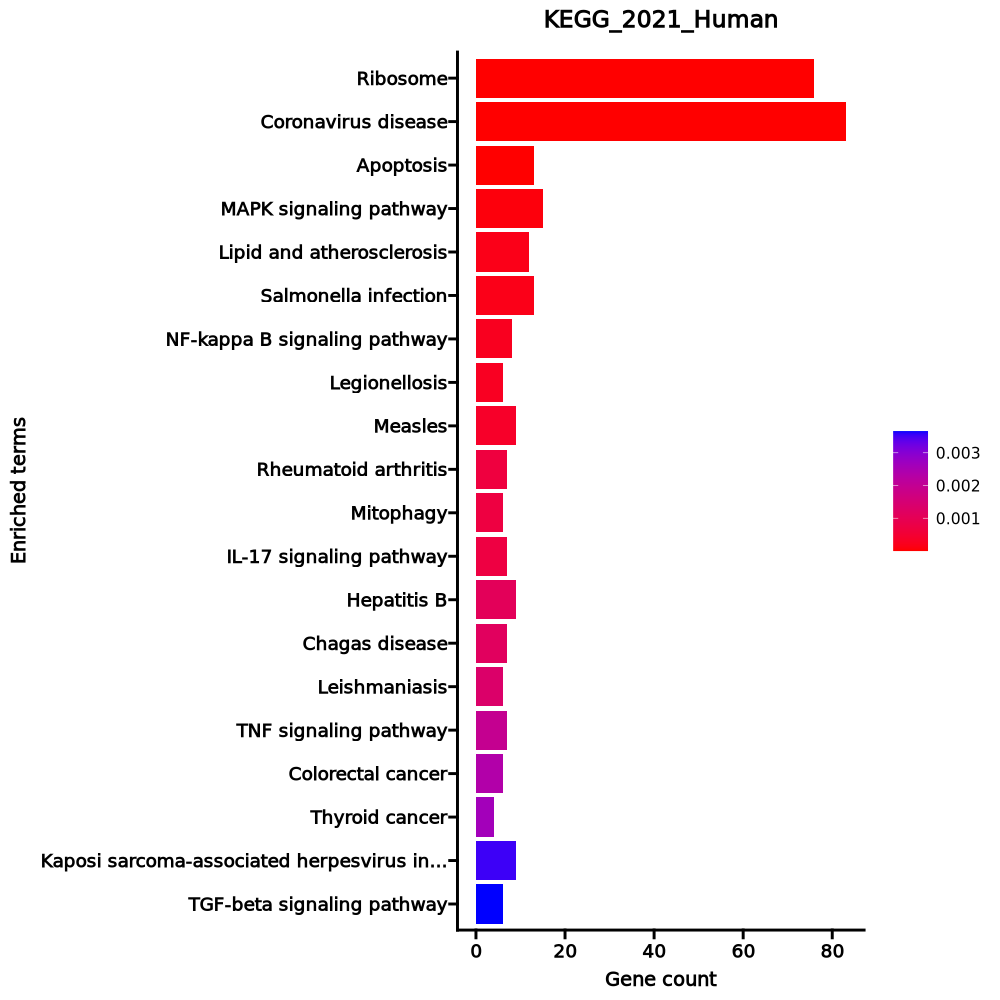 KEGG_2021_Human
Ribosome
Coronavirus disease
Apoptosis
MAPK signaling pathway
Lipid and atherosclerosis
Salmonella infection
NF-kappa B signaling pathway
Legionellosis
Measles
Rheumatoid arthritis
Mitophagy
IL-17 signaling pathway
Hepatitis B
Chagas disease
Leishmaniasis
TNF signaling pathway
Colorectal cancer
Thyroid cancer
Kaposi sarcoma-associated herpesvirus in...
TGF-beta signaling pathway
Enriched terms
0 20 40 60 80
Gene count
0.003
0.002
0.001